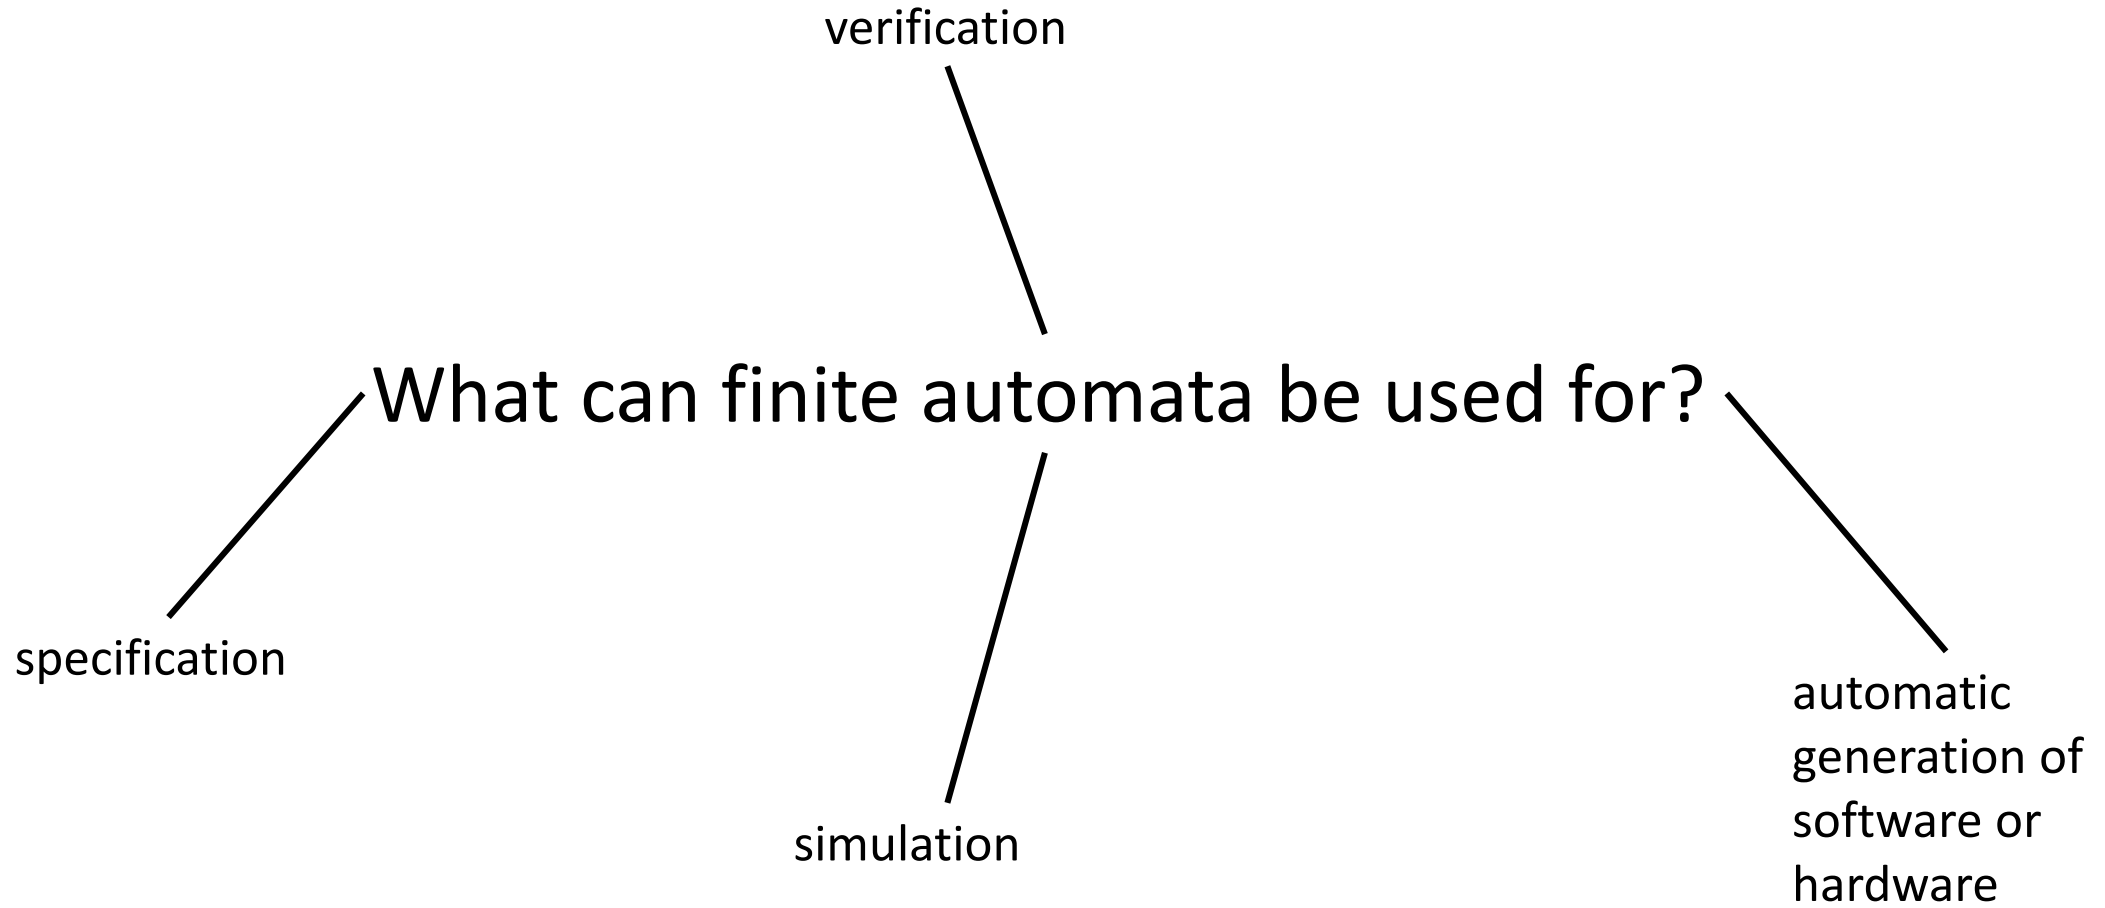 verification
What can finite automata be used for?
specification
simulation
automatic
generation of
software or
hardware